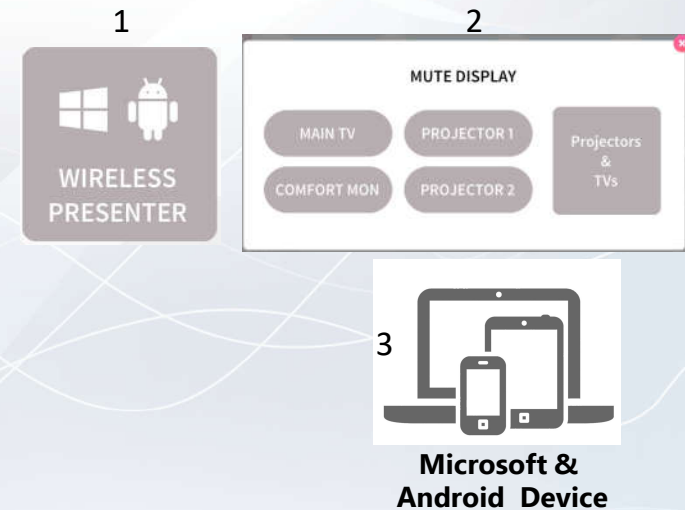 1
2
WIRELESS
PRESENTER
MUTE DISPLAY
MAIN TV
PROJECTOR 1
COMFORT MON
PROJECTOR 2
Projectors
&
TVs
3
Microsoft &
Android Device